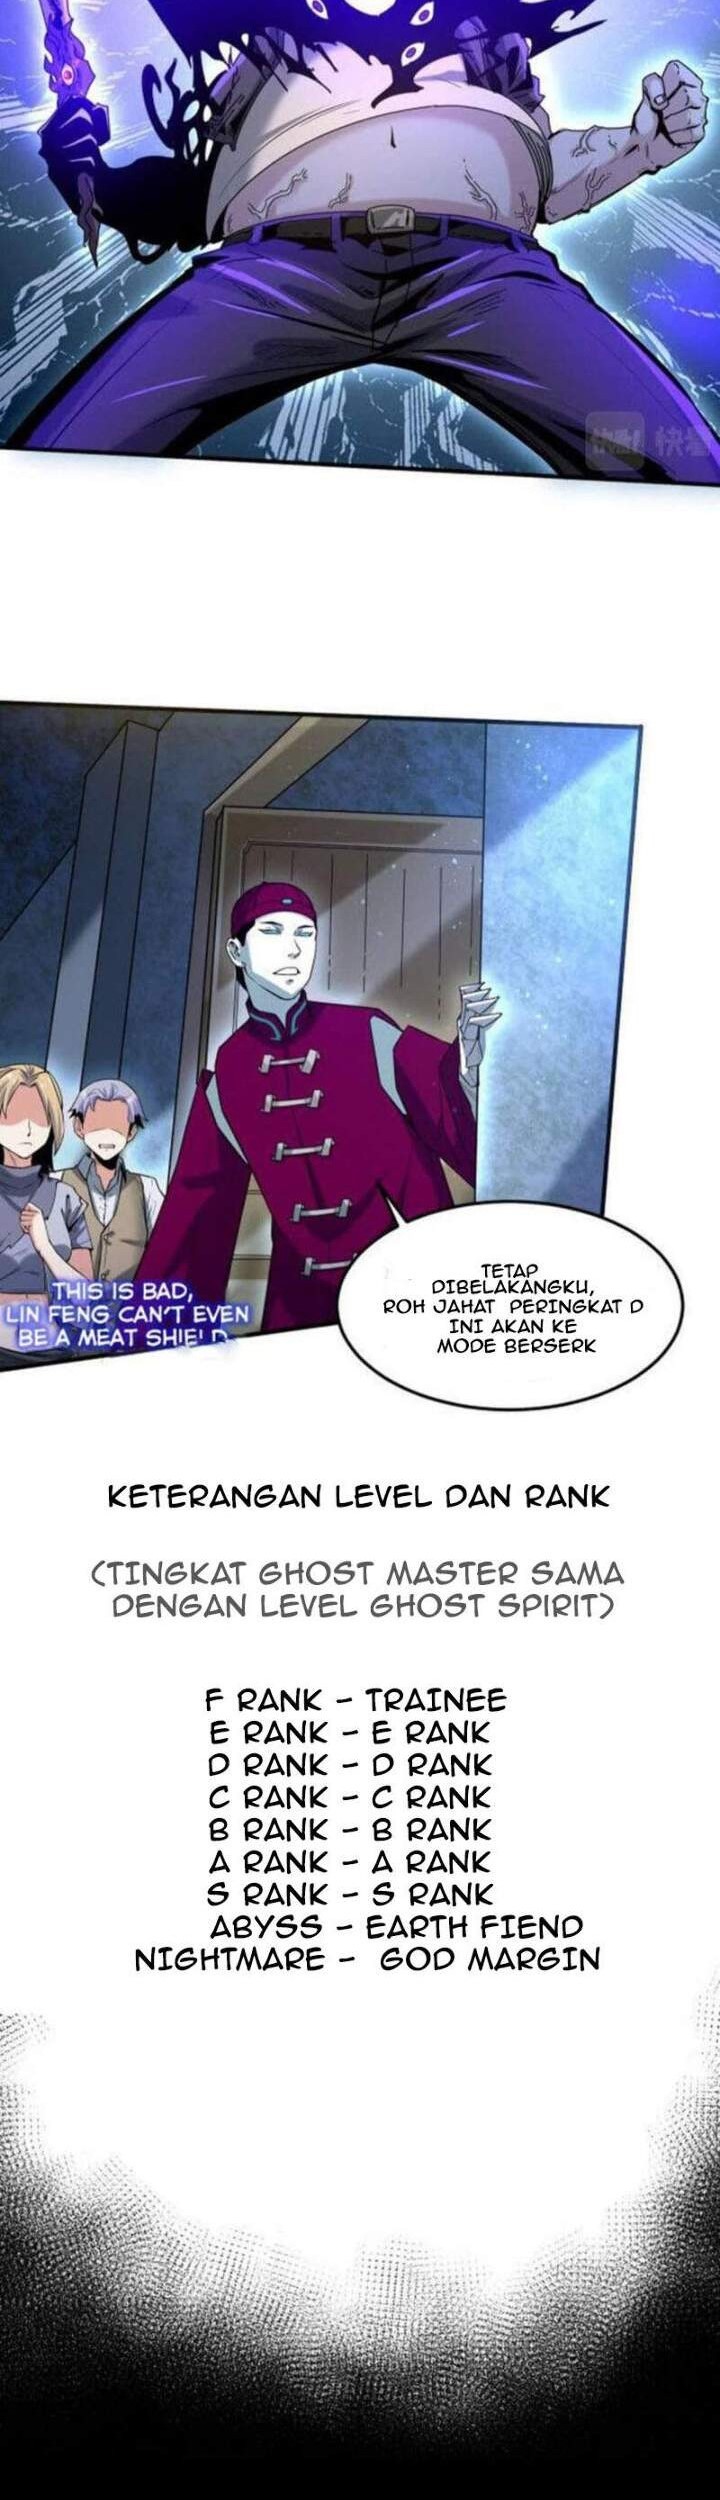 快看
THIS IS BAD,
LIN FENG CAN'T EVEN
BE A MEAT SHIELD
TETAP
DIBELAKANGKU,
ROH JAHAT PERINGKAT D
INI AKAN KE
MODE BERSERK
KETERANGAN LEVEL DAN RANK
(TINGKAT GHOST MASTER SAMA
DENGAN LEVEL GHOST SPIRIT)
F RANK - TRAINEE
E RANK - E RANK
D RANK - D RANK
C RANK - C RANK
B RANK - B RANK
A RANK - A RANK
S RANK - S RANK
ABYSS - EARTH FIEND
NIGHTMARE - GOD MARGIN